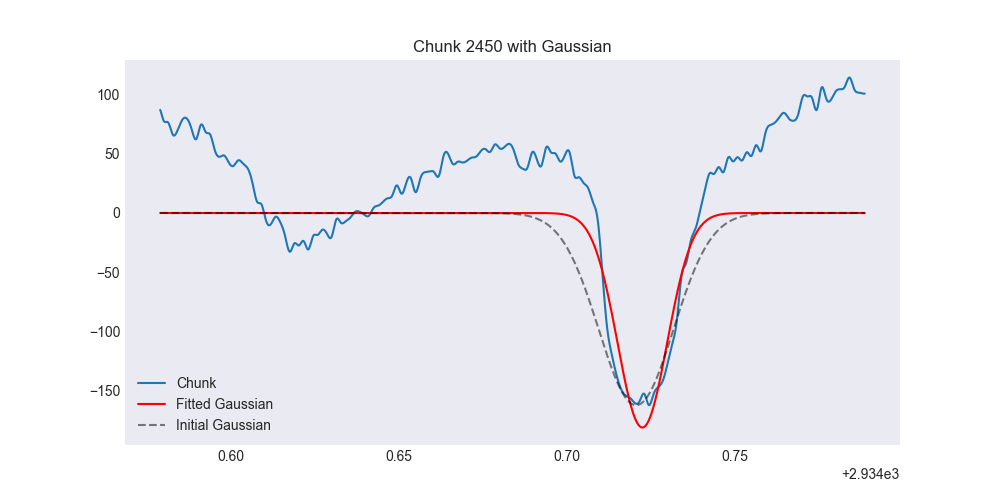 Chunk 2450 with Gaussian
100
50
0
−50
−100
−150
Chunk
Fitted Gaussian
Initial Gaussian
0.60 0.65 0.70 0.75
+2.934e3